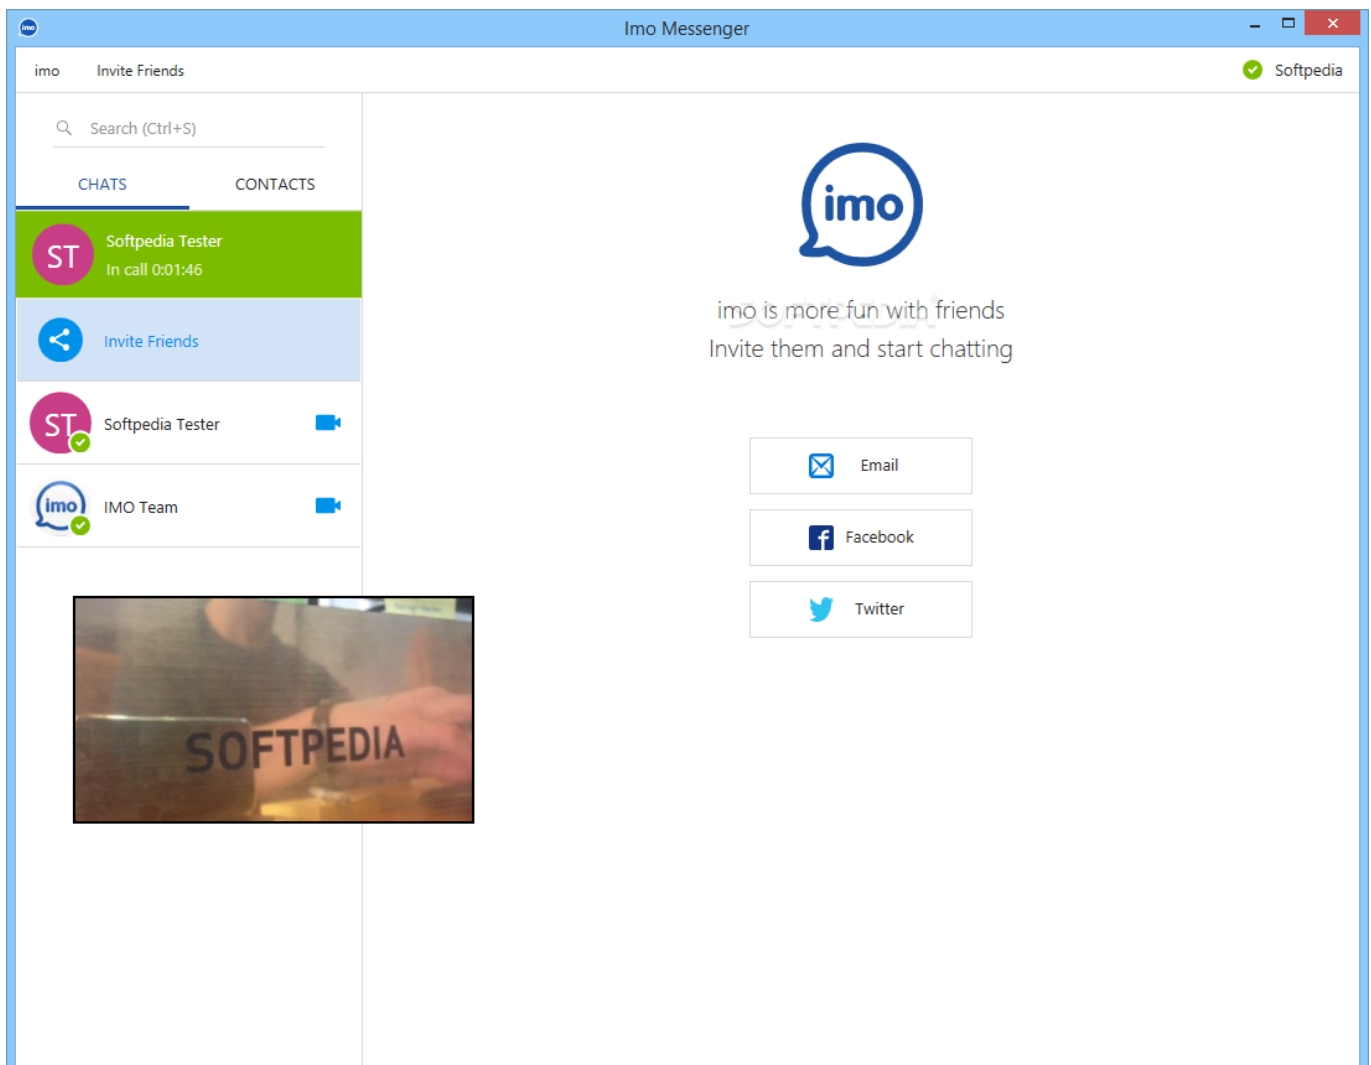 imo
Imo Messenger
imo Invite Friends
Softpedia
Search (Ctrl+S)
CHATS CONTACTS
ST
Softpedia Tester
In call 0:01:46
Invite Friends
ST
Softpedia Tester
imo
IMO Team
imo
SOFTPEDIA
imo is more fun with friends
Invite them and start chatting
Email
Facebook
Twitter
SOFTPEDIA